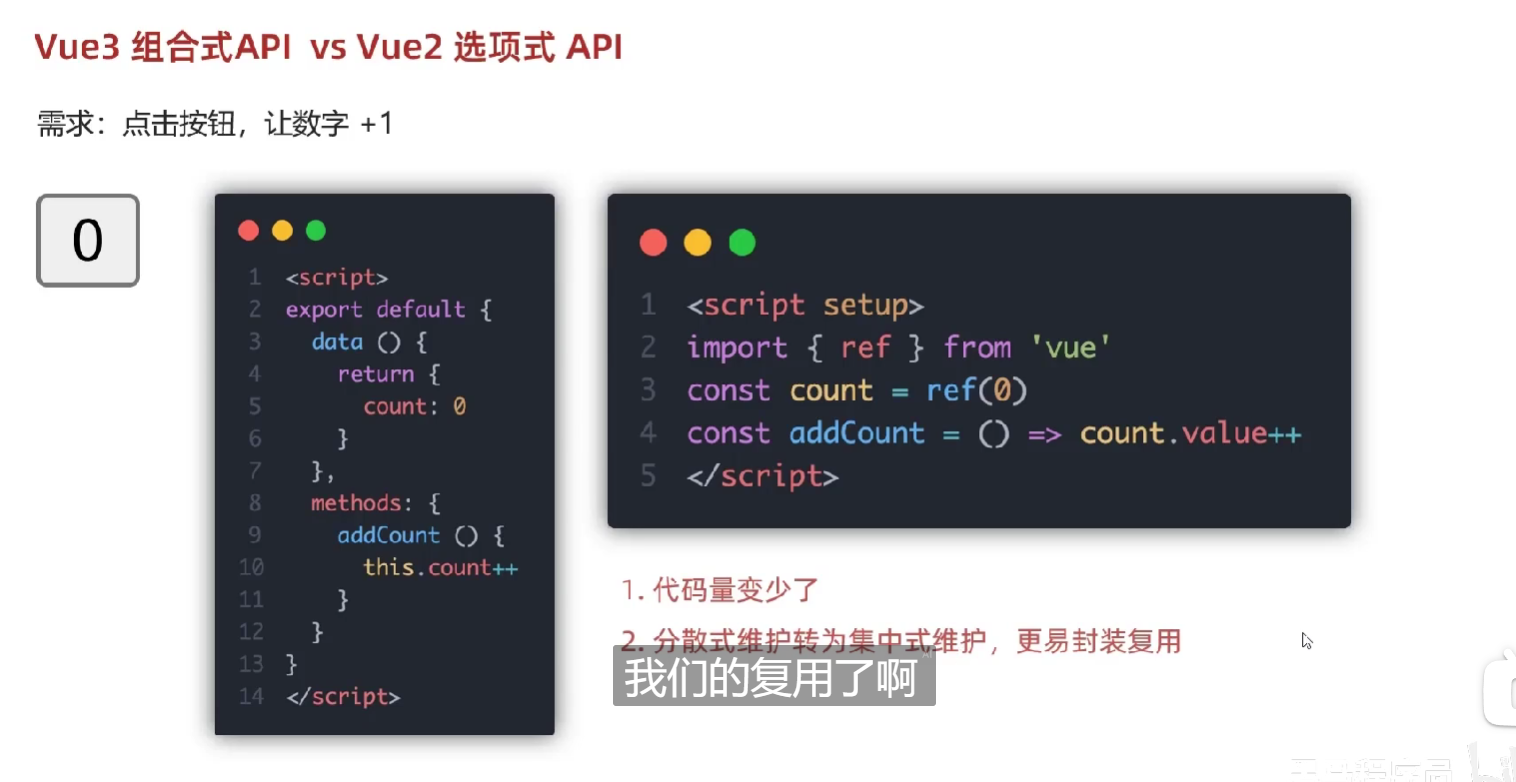 Vue3 组合式API vs Vue2 选项式 API
需求：点击按钮，让数字 +1
0
1 <script>
2 export default {
3 data () {
4 return {
5 count: 0
6 }
7 },
8 methods: {
9 addCount () {
10 this.count++
11 }
12 }
13 }
14 </script>
1 <script setup>
2 import { ref } from 'vue'
3 const count = ref(0)
4 const addCount = () => count.value++
5 </script>
1. 代码量变少了
2. 分散式维护转为集中式维护，更易封装复用
我们的复用了啊